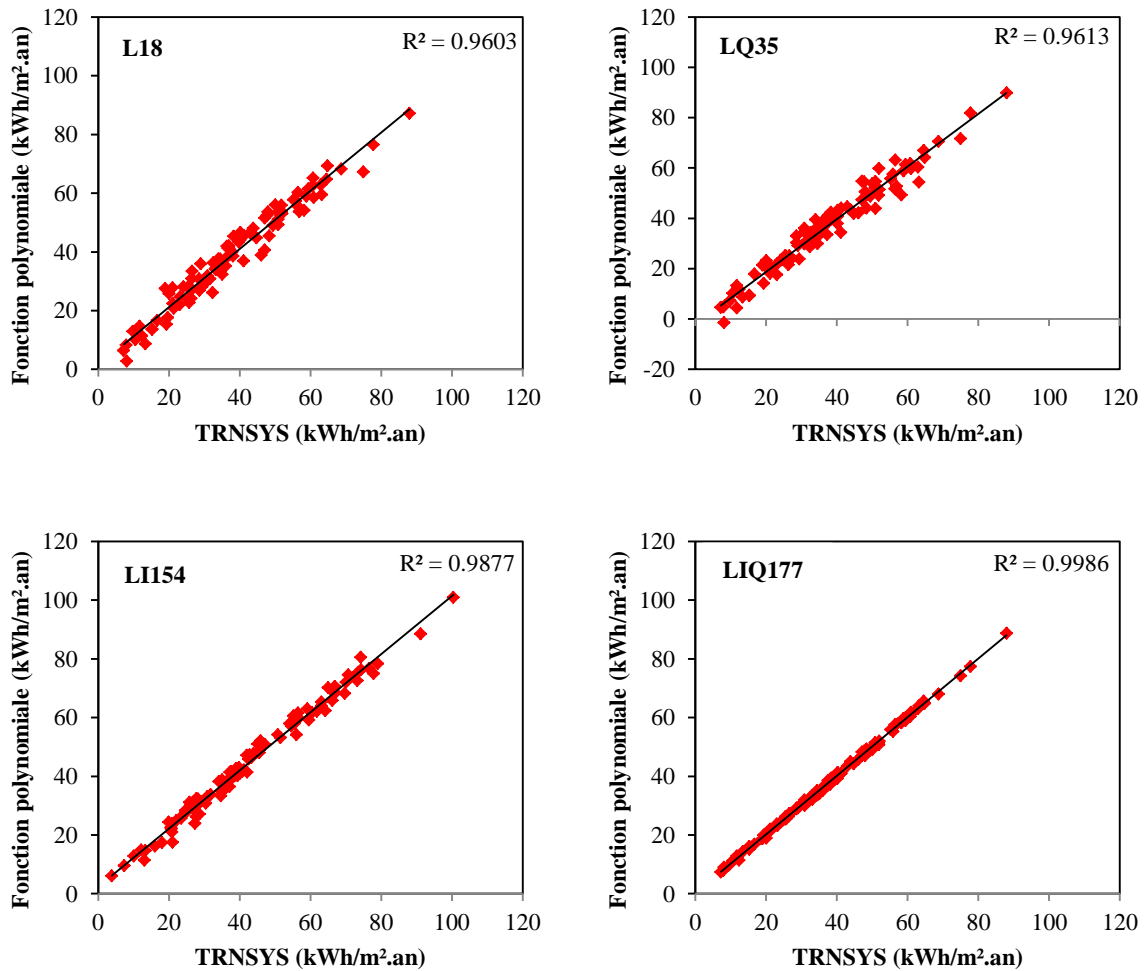 L18
R² = 0.9603
Fonction polynomiale (kWh/m².an)
120
100
80
60
40
20
0
0 20 40 60 80 100 120
TRNSYS (kWh/m².an)
LQ35
R² = 0.9613
Fonction polynomiale (kWh/m².an)
120
100
80
60
40
20
0
-20
0 20 40 60 80 100 120
TRNSYS (kWh/m².an)
LI154
R² = 0.9877
Fonction polynomiale (kWh/m².an)
120
100
80
60
40
20
0
0 20 40 60 80 100 120
TRNSYS (kWh/m².an)
LIQ177
R² = 0.9986
Fonction polynomiale (kWh/m².an)
120
100
80
60
40
20
0
0 20 40 60 80 100 120
TRNSYS (kWh/m².an)